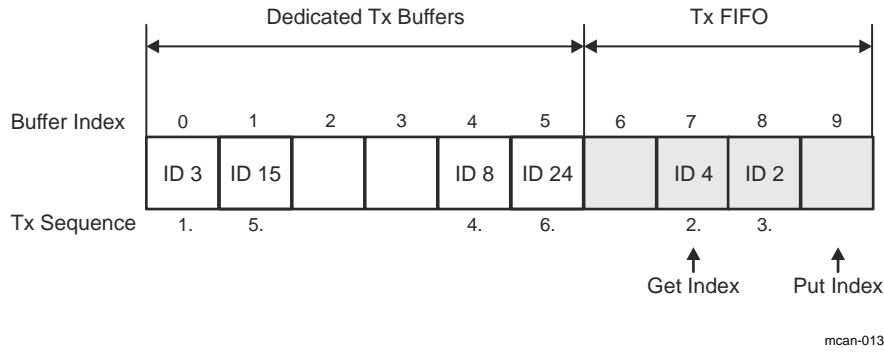 Dedicated Tx Buffers Tx FIFO
Buffer Index 0 1 2 3 4 5 6 7 8 9
ID 3 ID 15 ID 8 ID 24 ID 4 ID 2
Tx Sequence 1. 5. 4. 6. 2. 3.
Get Index Put Index
mcan-013